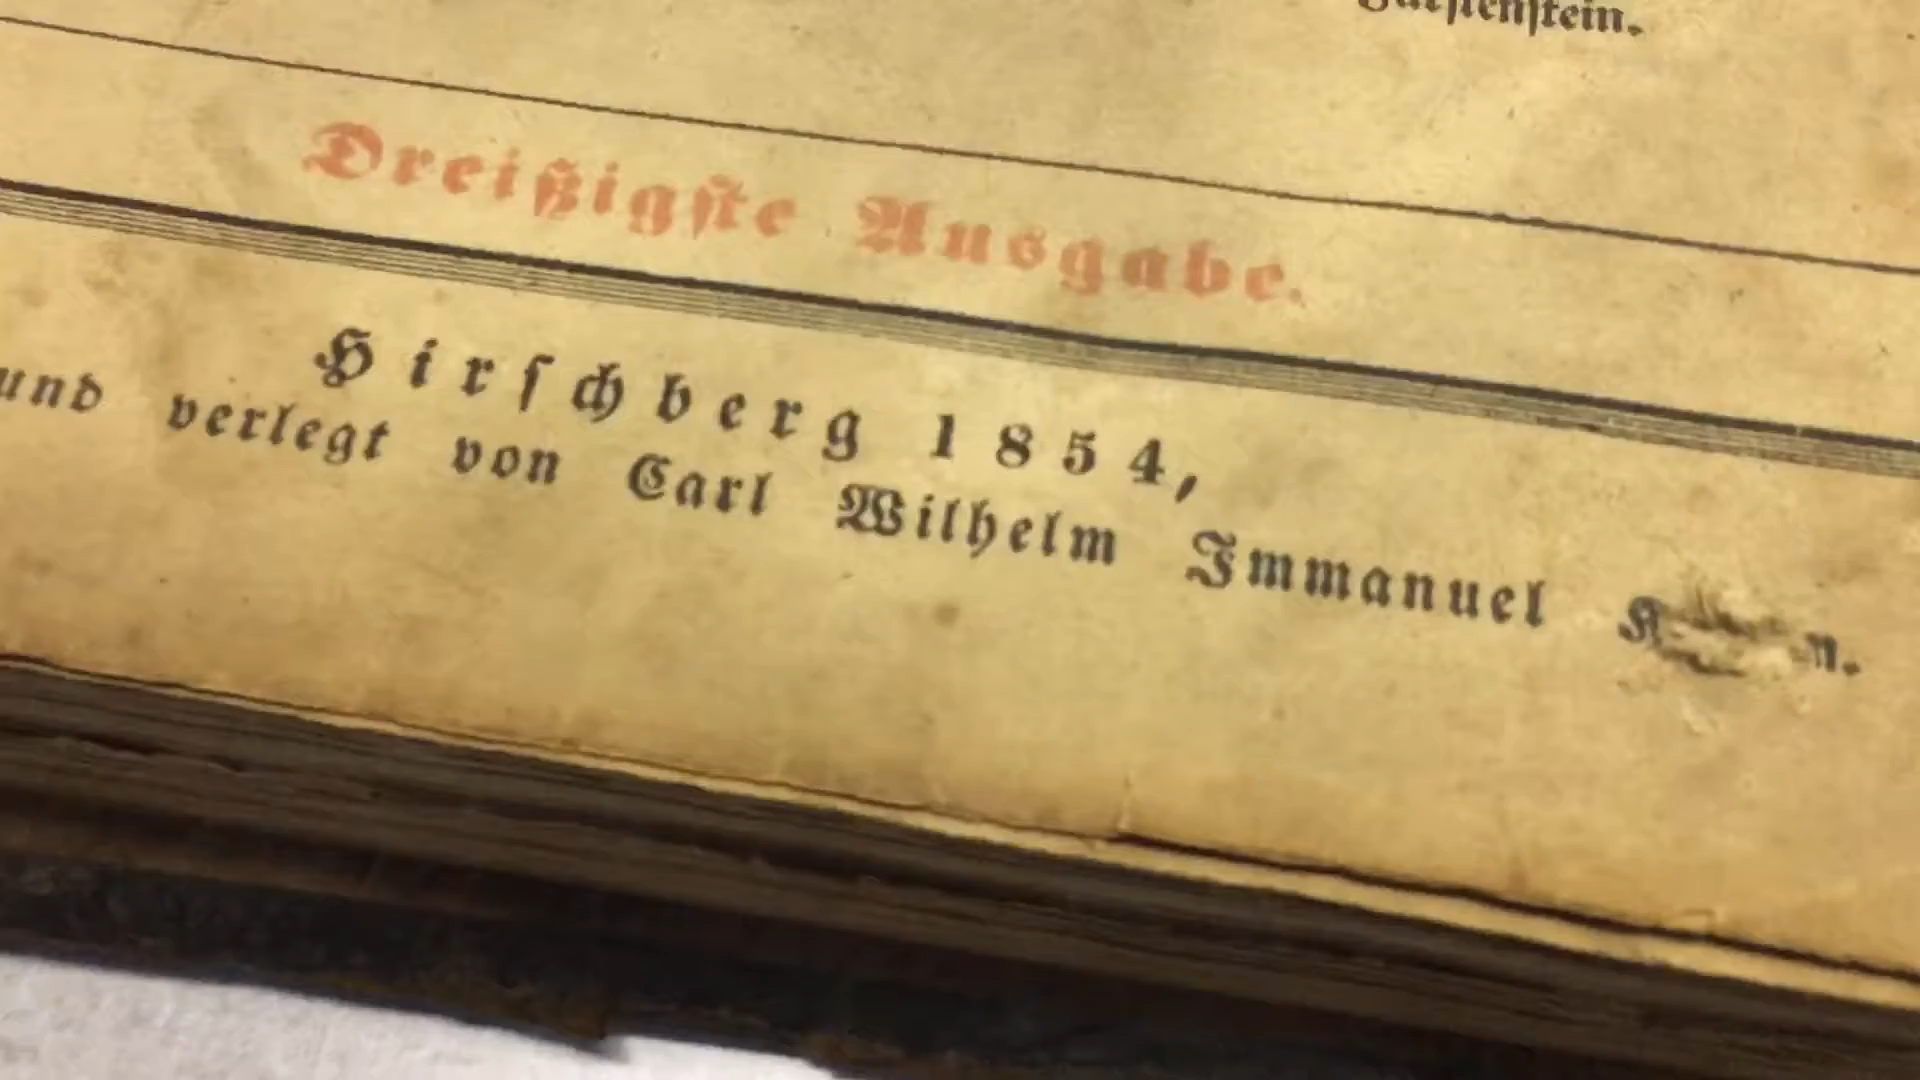 Dreißigste Ausgabe.
Hirschberg 1854,
und verlegt von Carl Wilhelm Immanuel